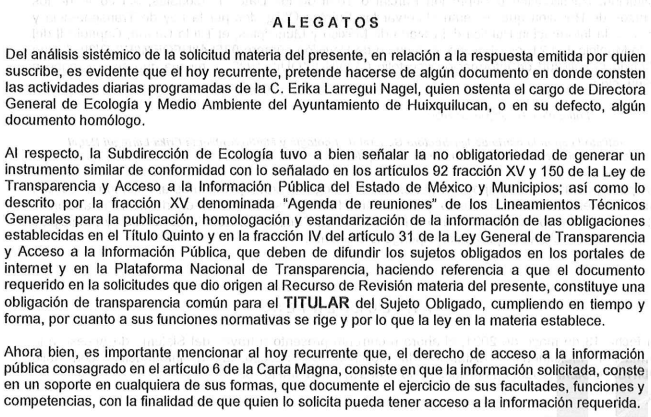 A L E G A T O S
Del análisis sistémico de la solicitud materia del presente, en relación a la respuesta emitida por quien
suscribe, es evidente que el hoy recurrente, pretende hacerse de algún documento en donde consten
las actividades diarias programadas de la C. Erika Larregui Nagel, quien ostenta el cargo de Directora
General de Ecología y Medio Ambiente del Ayuntamiento de Huixquilucan, o en su defecto, algún
documento homólogo.
Al respecto, la Subdirección de Ecología tuvo a bien señalar la no obligatoriedad de generar un
instrumento similar de conformidad con lo señalado en los artículos 92 fracción XV y 150 de la Ley de
Transparencia y Acceso a la Información Pública del Estado de México y Municipios; así como lo
descrito por la fracción XV denominada “Agenda de reuniones” de los Lineamientos Técnicos
Generales para la publicación, homologación y estandarización de la información de las obligaciones
establecidas en el Título Quinto y en la fracción IV del artículo 31 de la Ley General de Transparencia
y Acceso a la Información Pública, que deben de difundir los sujetos obligados en los portales de
internet y en la Plataforma Nacional de Transparencia, haciendo referencia a que el documento
requerido en la solicitudes que dio origen al Recurso de Revisión materia del presente, constituye una
obligación de transparencia común para el TITULAR del Sujeto Obligado, cumpliendo en tiempo y
forma, por cuanto a sus funciones normativas se rige y por lo que la ley en la materia establece.
Ahora bien, es importante mencionar al hoy recurrente que, el derecho de acceso a la información
pública consagrado en el artículo 6 de la Carta Magna, consiste en que la información solicitada, conste
en un soporte en cualquiera de sus formas, que documente el ejercicio de sus facultades, funciones y
competencias, con la finalidad de que quien lo solicita pueda tener acceso a la información requerida.